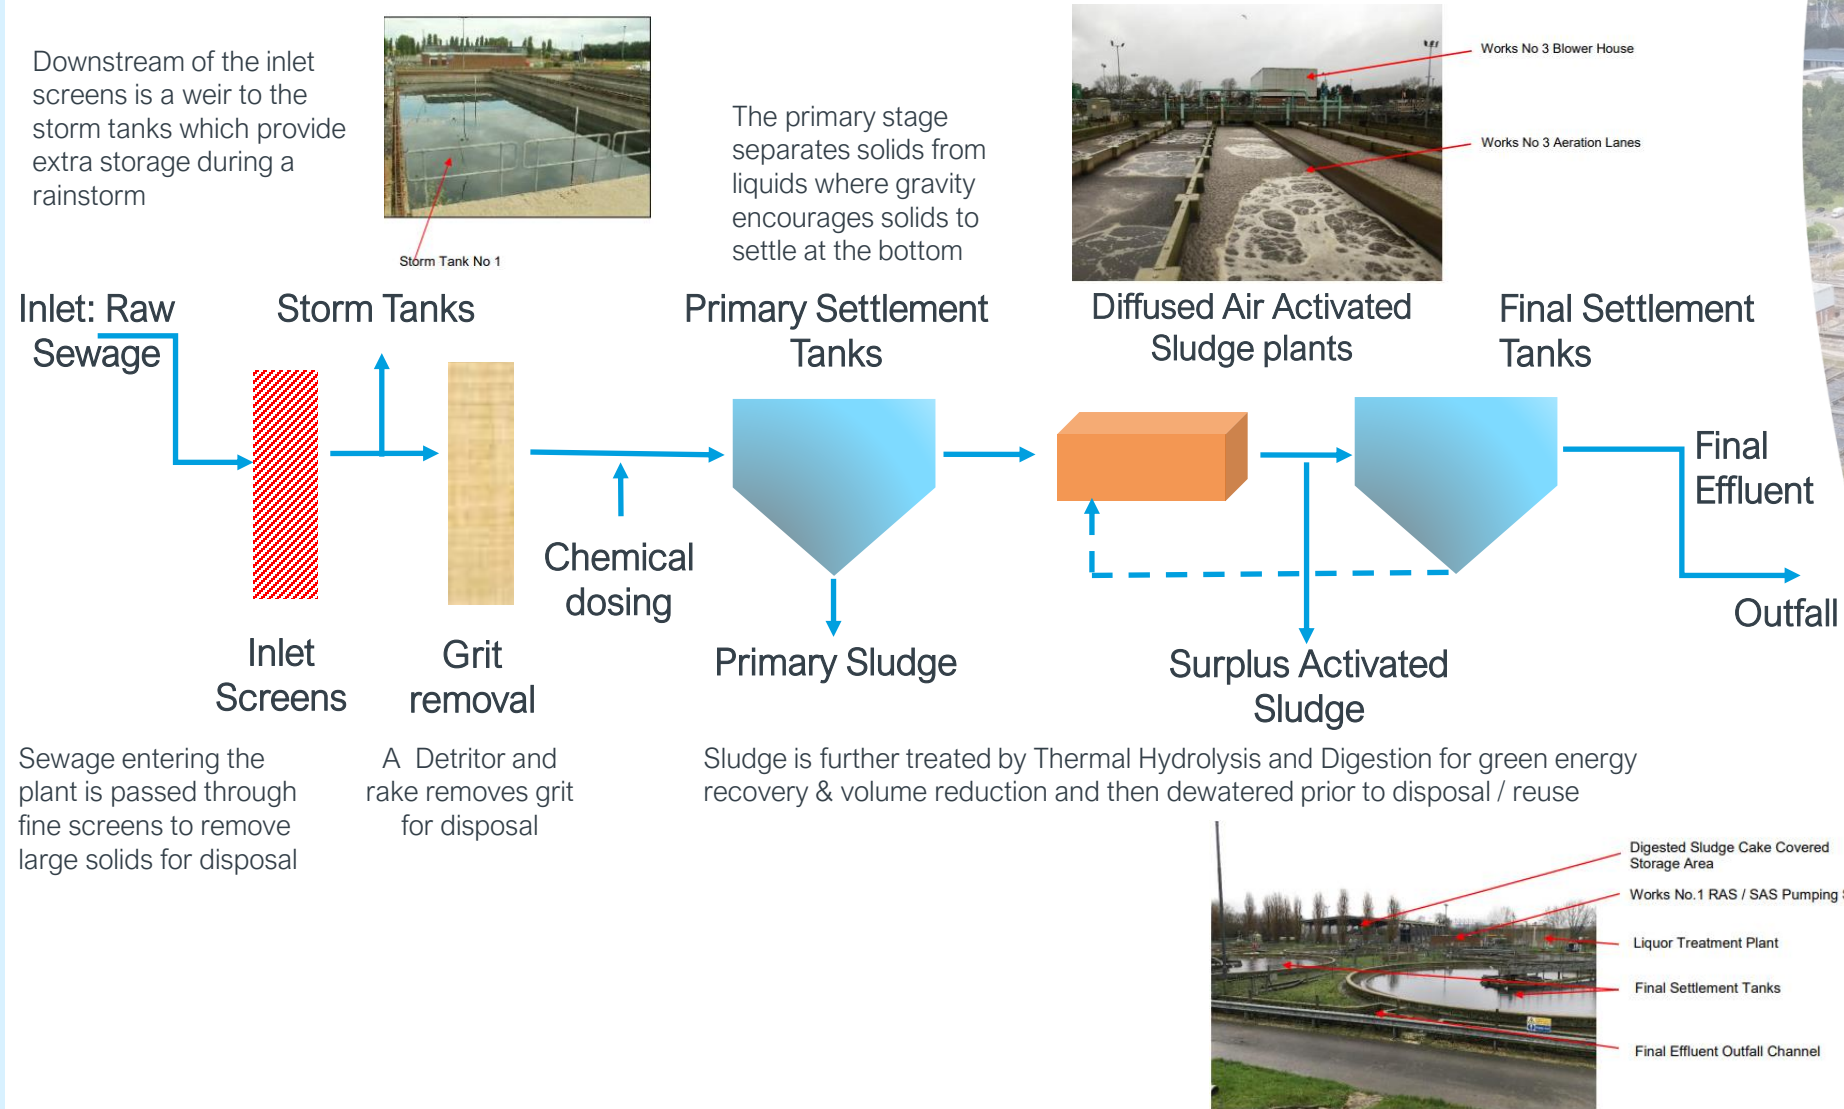 Downstream of the inlet
screens is a weir to the
storm tanks which provide
extra storage during a
rainstorm
Storm Tank No 1
The primary stage
separates solids from
liquids where gravity
encourages solids to
settle at the bottom
Works No 3 Blower House
Works No 3 Aeration Lanes
Inlet: Raw
Sewage
Storm Tanks
Primary Settlement
Tanks
Diffused Air Activated
Sludge plants
Final Settlement
Tanks
Final
Effluent
Outfall
Chemical
dosing
Inlet
Screens
Grit
removal
Primary Sludge
Surplus Activated
Sludge
Sewage entering the
plant is passed through
fine screens to remove
large solids for disposal
A Detritor and
rake removes grit
for disposal
Sludge is further treated by Thermal Hydrolysis and Digestion for green energy
recovery & volume reduction and then dewatered prior to disposal / reuse
Digested Sludge Cake Covered
Storage Area
Works No.1 RAS / SAS Pumping
Liquor Treatment Plant
Final Settlement Tanks
Final Effluent Outfall Channel